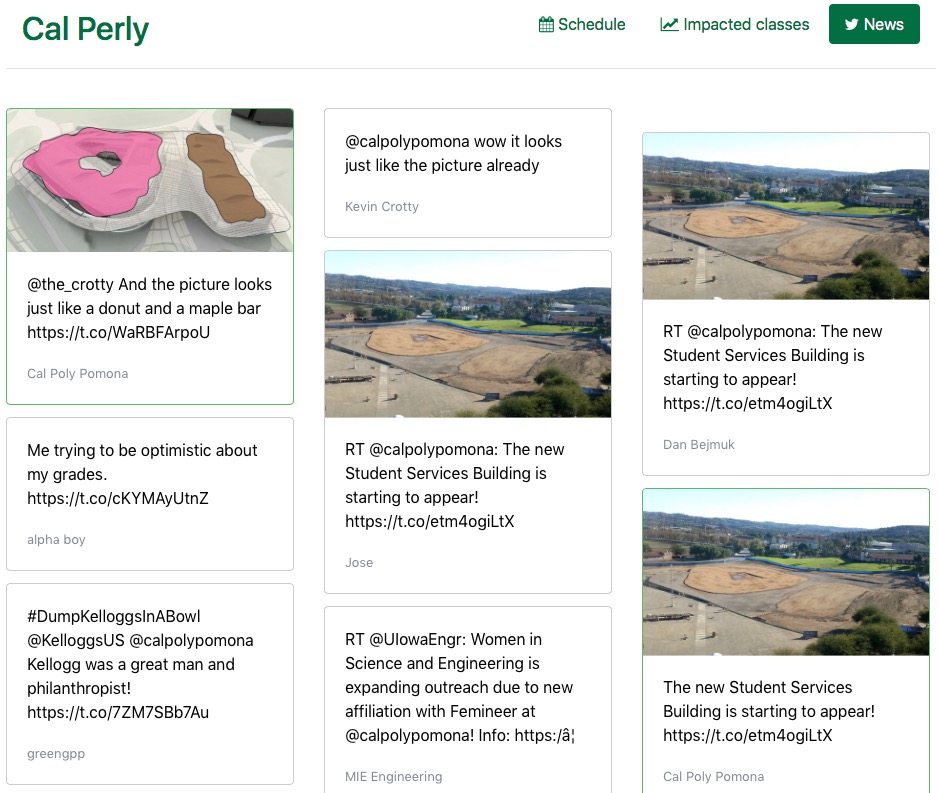 Cal Perly
Schedule
Impacted classes
News
@the_crotty And the picture looks
just like a donut and a maple bar
https://t.co/WaRBFArpoU
Cal Poly Pomona
Me trying to be optimistic about
my grades.
https://t.co/cKYMAyUtnZ
alpha boy
#DumpKelloggsInABowl
@KelloggsUS @calpolypomona
Kellogg was a great man and
philanthropist!
https://t.co/7ZM7SBb7Au
greengpp
@calpolypomona wow it looks
just like the picture already
Kevin Crotty
RT @calpolypomona: The new
Student Services Building is
starting to appear!
https://t.co/etm4ogiLtX
Jose
RT @UIowaEngr: Women in
Science and Engineering is
expanding outreach due to new
affiliation with Femineer at
@calpolypomona! Info: https:/â¦
MIE Engineering
RT @calpolypomona: The new
Student Services Building is
starting to appear!
https://t.co/etm4ogiLtX
Dan Bejmuk
The new Student Services
Building is starting to appear!
https://t.co/etm4ogiLtX
Cal Poly Pomona